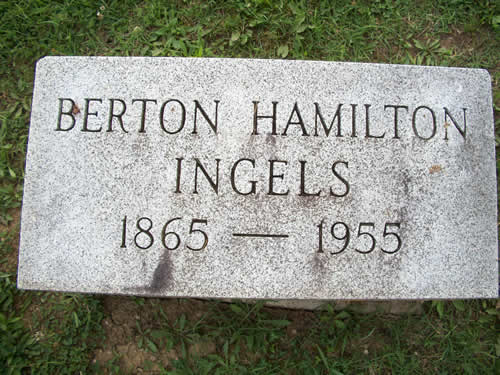 BERTON HAMILTON
INGELS
1865 — 1955